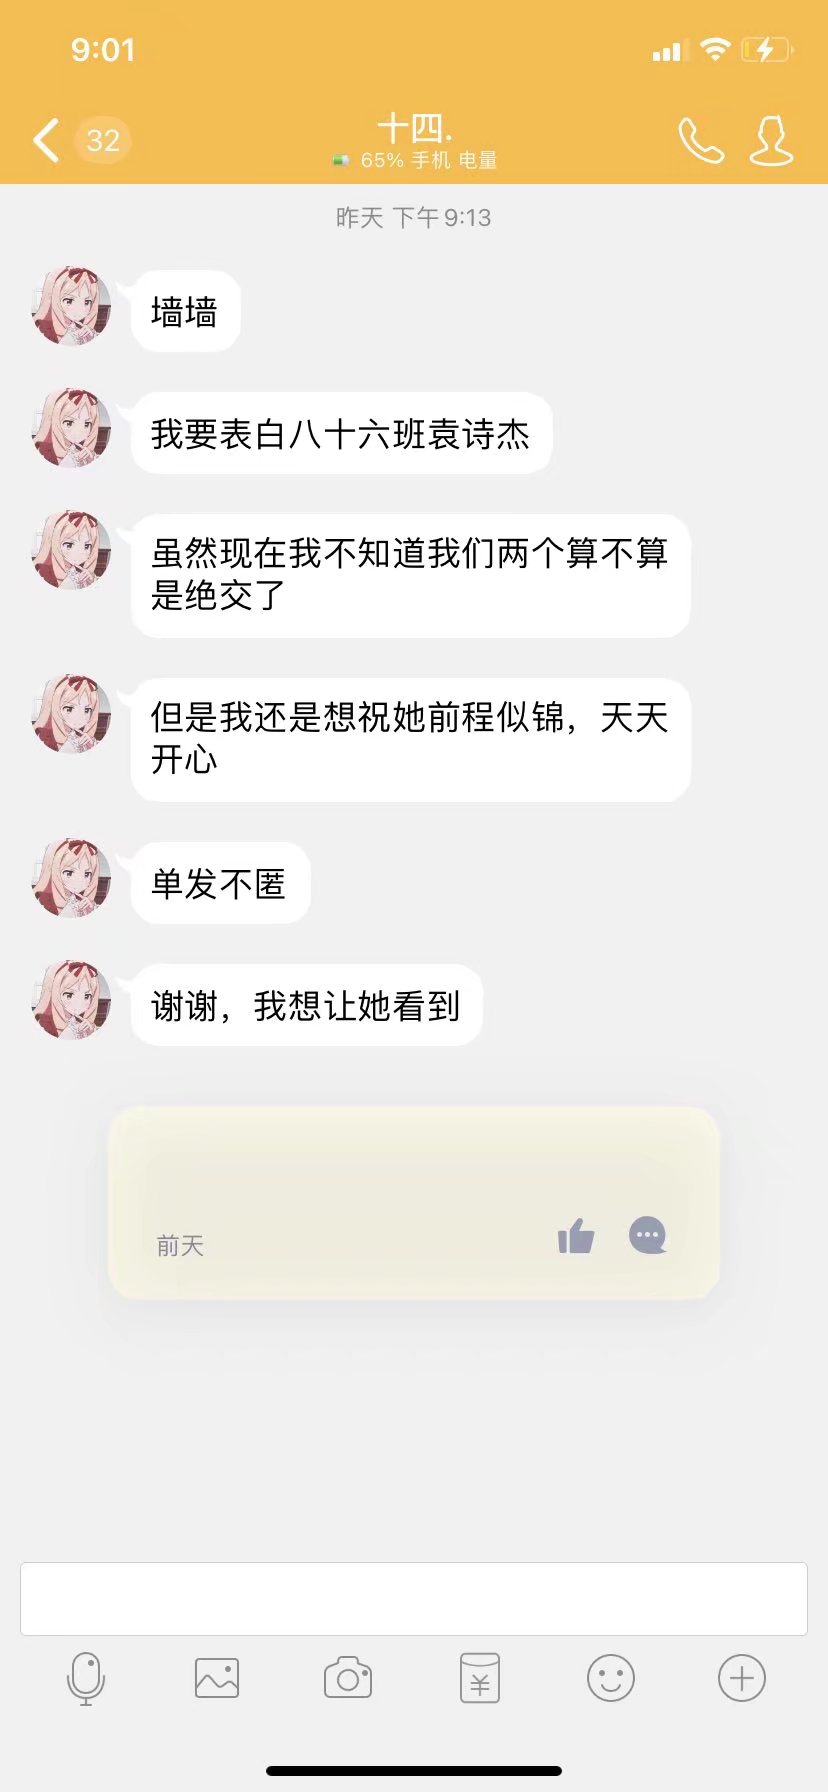 9:01
32
十四.
65% 手机 电量
昨天 下午9:13
墙墙
我要表白八十六班袁诗杰
虽然现在我不知道我们两个算不算
是绝交了
但是我还是想祝她前程似锦，天天
开心
单发不匿
谢谢，我想让她看到
前天